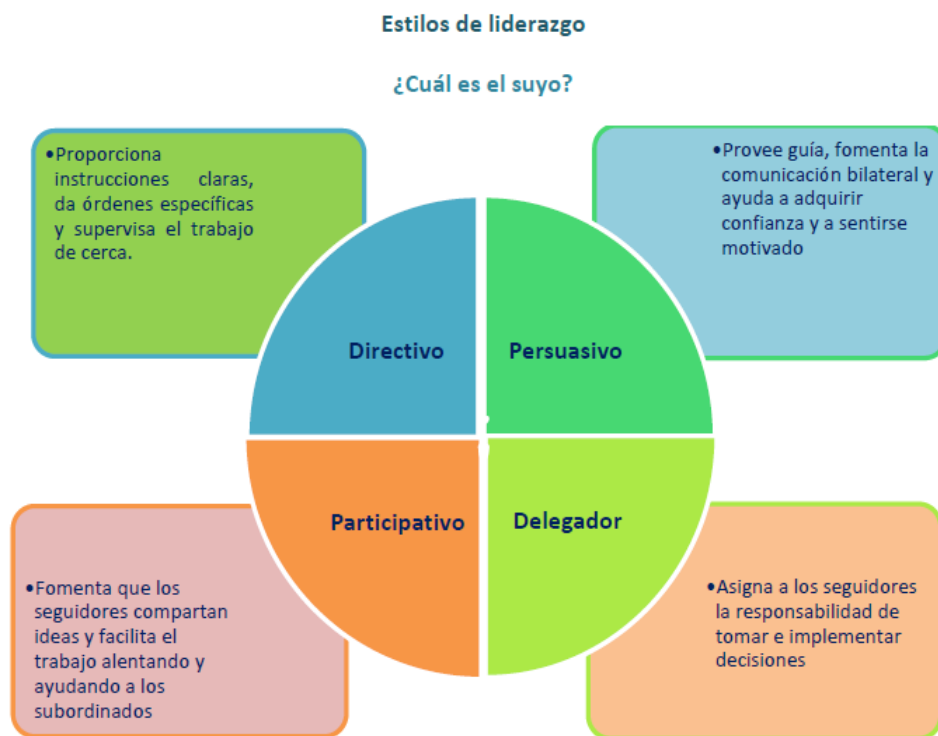 Estilos de liderazgo
¿Cuál es el suyo?
•Proporciona
instrucciones claras,
da órdenes específicas
y supervisa el trabajo
de cerca.
•Provee guía, fomenta la
comunicación bilateral y
ayuda a adquirir
confianza y a sentirse
motivado
Directivo
Persuasivo
Participativo
Delegador
•Fomenta que los
seguidores compartan
ideas y facilita el
trabajo alentando y
ayudando a los
subordinados
•Asigna a los seguidores
la responsabilidad de
tomar e implementar
decisiones